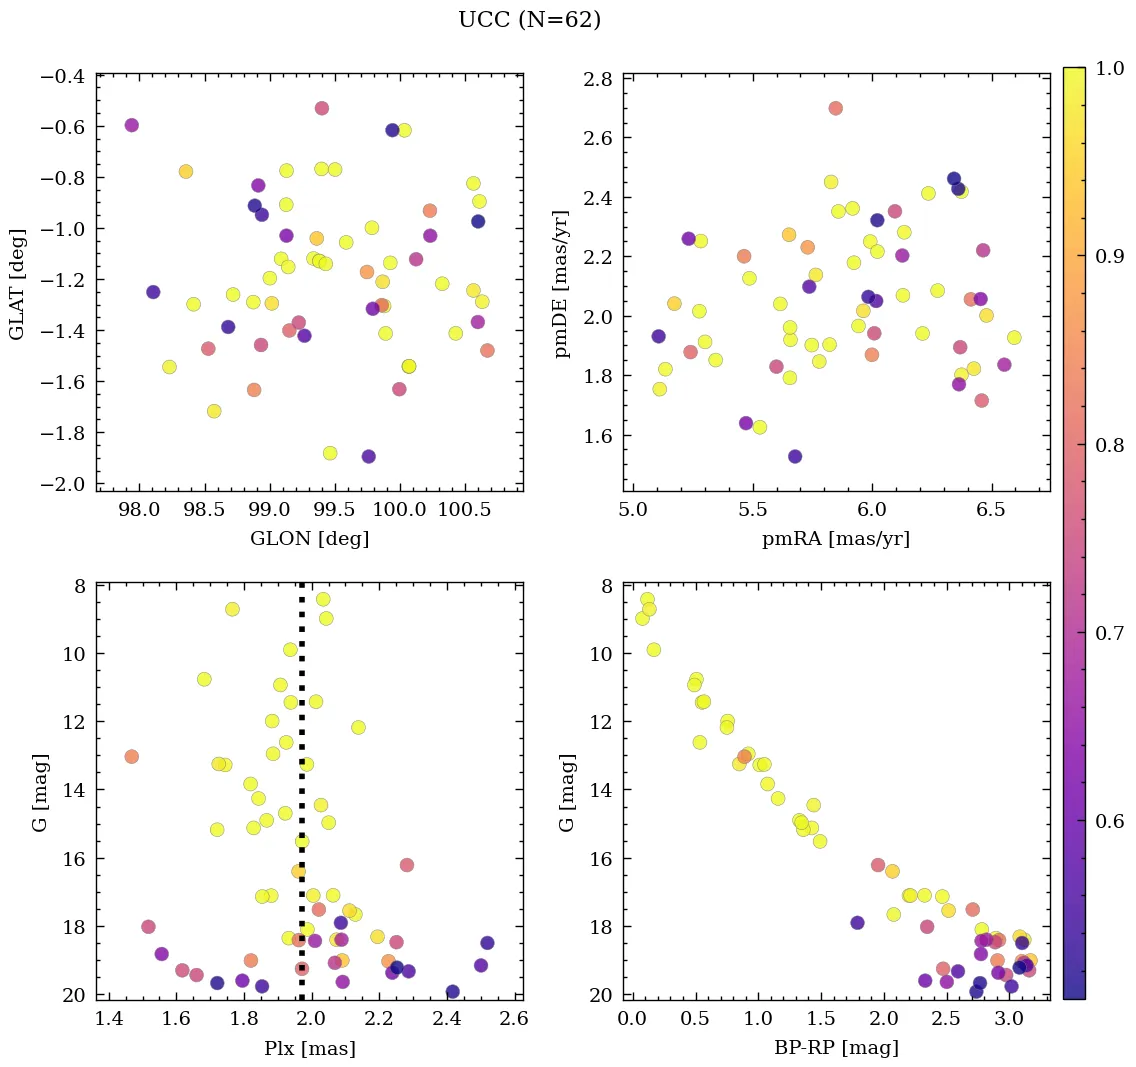 UCC (N=62)
−0.4
−0.6
−0.8
−1.0
−1.2
−1.4
−1.6
−1.8
−2.0
GLAT [deg]
98.0 98.5 99.0 99.5 100.0 100.5
GLON [deg]
2.8
2.6
2.4
2.2
2.0
1.8
1.6
pmDE [mas/yr]
5.0 5.5 6.0 6.5
pmRA [mas/yr]
1.0
0.9
0.8
0.7
0.6
8
10
12
14
16
18
20
G [mag]
1.4 1.6 1.8 2.0 2.2 2.4 2.6
Plx [mas]
8
10
12
14
16
18
20
G [mag]
0.0 0.5 1.0 1.5 2.0 2.5 3.0
BP-RP [mag]